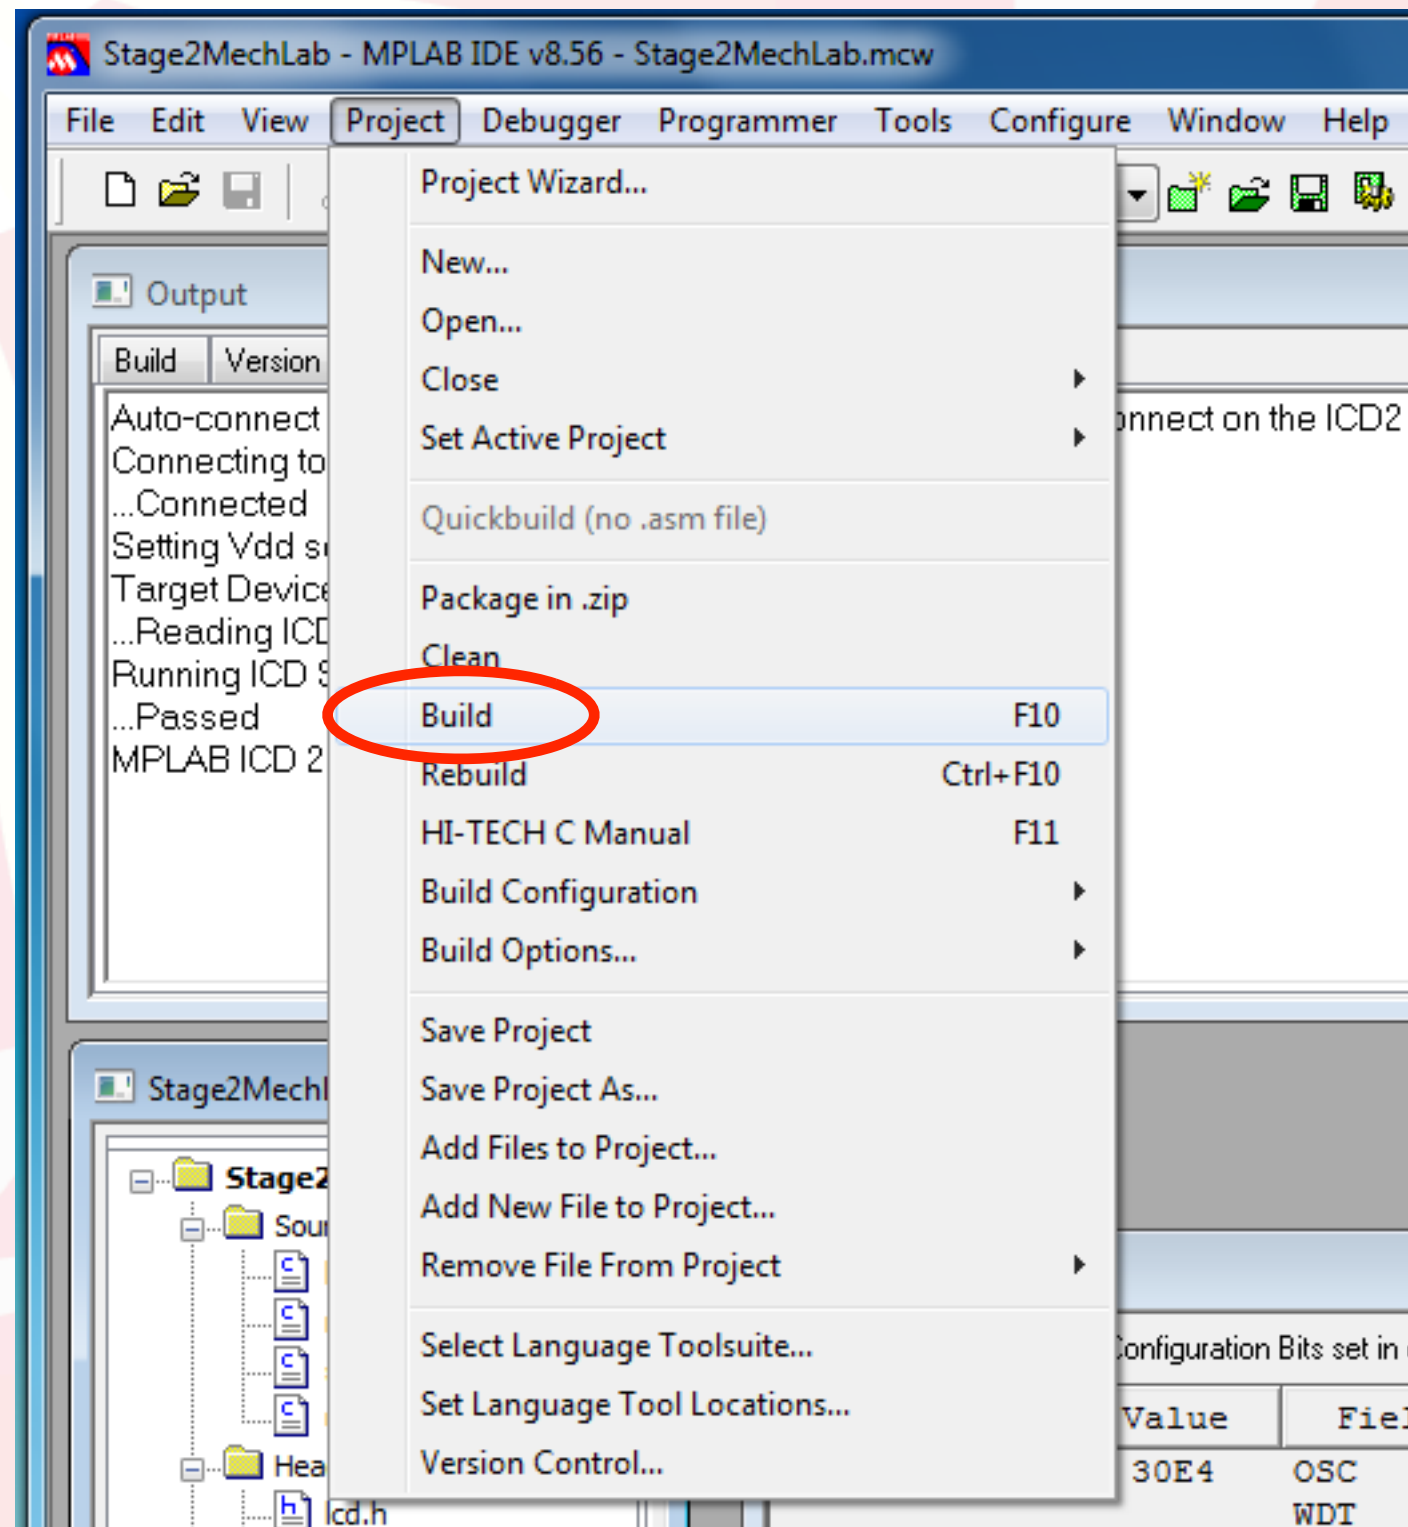 Stage2MechLab - MPLAB IDE v8.56 - Stage2MechLab.mcw
File Edit View Project Debugger Programmer Tools Configure Window Help
Project Wizard...
New...
Open...
Close
Set Active Project
Quickbuild (no .asm file)
Package in .zip
Clean
Build F10
Rebuild Ctrl+F10
HI-TECH C Manual F11
Build Configuration
Build Options...
Save Project
Save Project As...
Add Files to Project...
Add New File to Project...
Remove File From Project
Select Language Toolsuite...
Set Language Tool Locations...
Version Control...
Output
Build Version
Auto-connect
onnect on the ICD2
Connecting to
...Connected
Setting Vdd
Target Device
...Reading ICD
Running ICD
...Passed
MPLAB ICD 2
Stage2Mech
Stage2
Sour
Hea
lcd.h
onfiguration Bits set in
Value Fiel
30E4 OSC
WDT